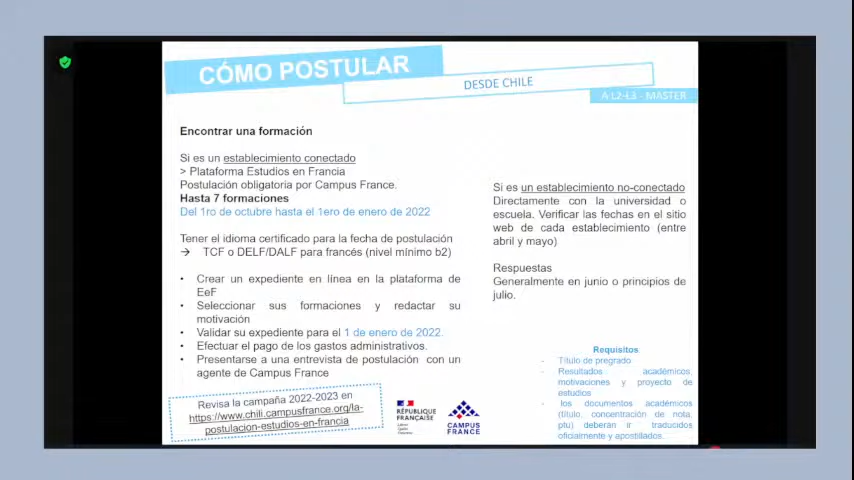 CÓMO POSTULAR
DESDE CHILE
A L2-L3 - MASTER
Encontrar una formación
Si es un establecimiento conectado
> Plataforma Estudios en Francia
Postulación obligatoria por Campus France.
Hasta 7 formaciones
Del 1ro de octubre hasta el 1ero de enero de 2022
Tener el idioma certificado para la fecha de postulación
→ TCF o DELF/DALF para francés (nivel mínimo b2)
• Crear un expediente en línea en la plataforma de
EeF
• Seleccionar sus formaciones y redactar su
motivación
• Validar su expediente para el 1 de enero de 2022.
• Efectuar el pago de los gastos administrativos.
• Presentarse a una entrevista de postulación con un
agente de Campus France
Revisa la campaña 2022-2023 en
https://www.chili.campusfrance.org/la-
postulacion-estudios-en-francia
RÉPUBLIQUE
FRANÇAISE
CAMPUS
FRANCE
Si es un establecimiento no-conectado
Directamente con la universidad o
escuela. Verificar las fechas en el sitio
web de cada establecimiento (entre
abril y mayo)
Respuestas
Generalmente en junio o principios de
julio.
Requisitos
- Título de pregrado
- Resultados académicos,
motivaciones y proyecto de
estudios
- los documentos académicos
(título, concentración de nota,
ptu) deberán ir traducidos
oficialmente y apostillados.